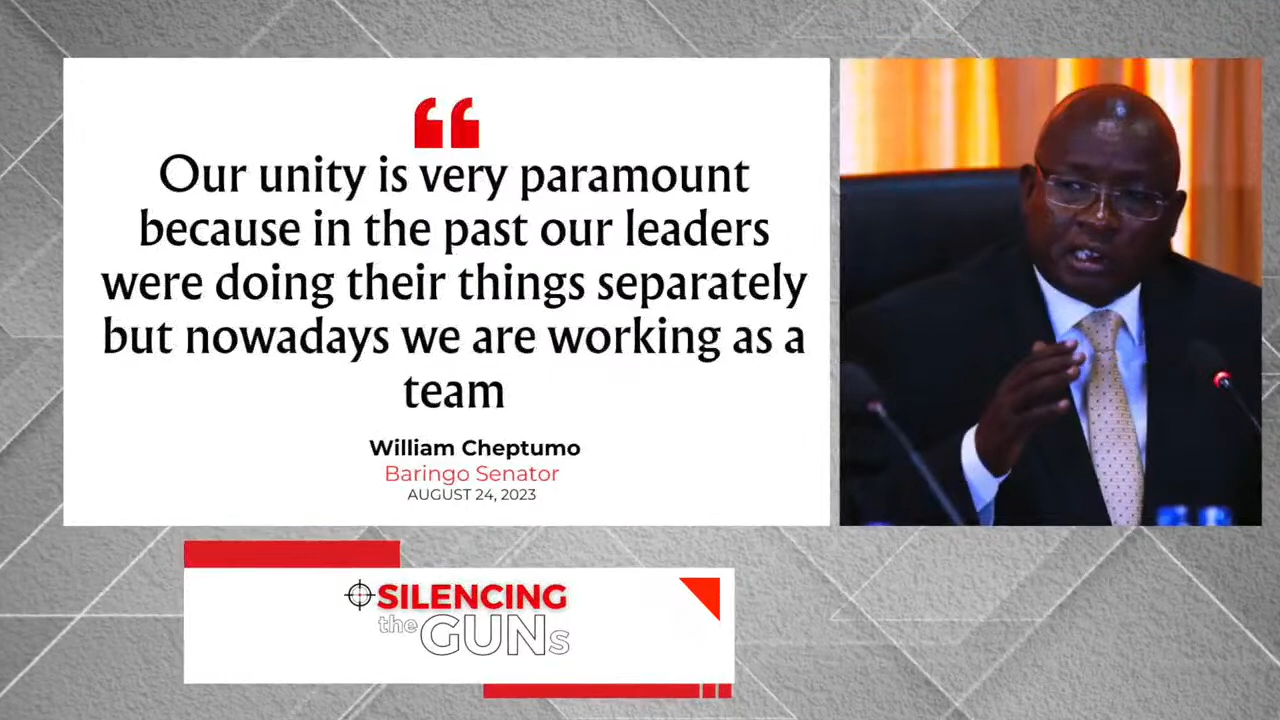 Our unity is very paramount
because in the past our leaders
were doing their things separately
but nowadays we are working as a
team
William Cheptumo
Baringo Senator
AUGUST 24, 2023
SILENCING
the GUNs